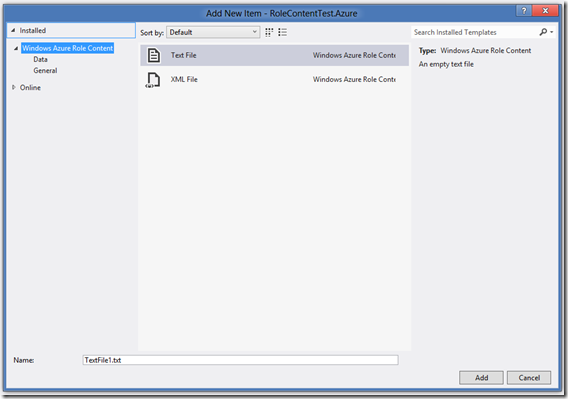 Add New Item - RoleContentTest.Azure
Installed
Sort by: Default
Search Installed Templates
Windows Azure Role Content
Data
General
Online
Text File Windows Azure Role Conte
XML File Windows Azure Role Conte
Type: Windows Azure Role Content
An empty text file
Name: TextFile1.txt
Add Cancel